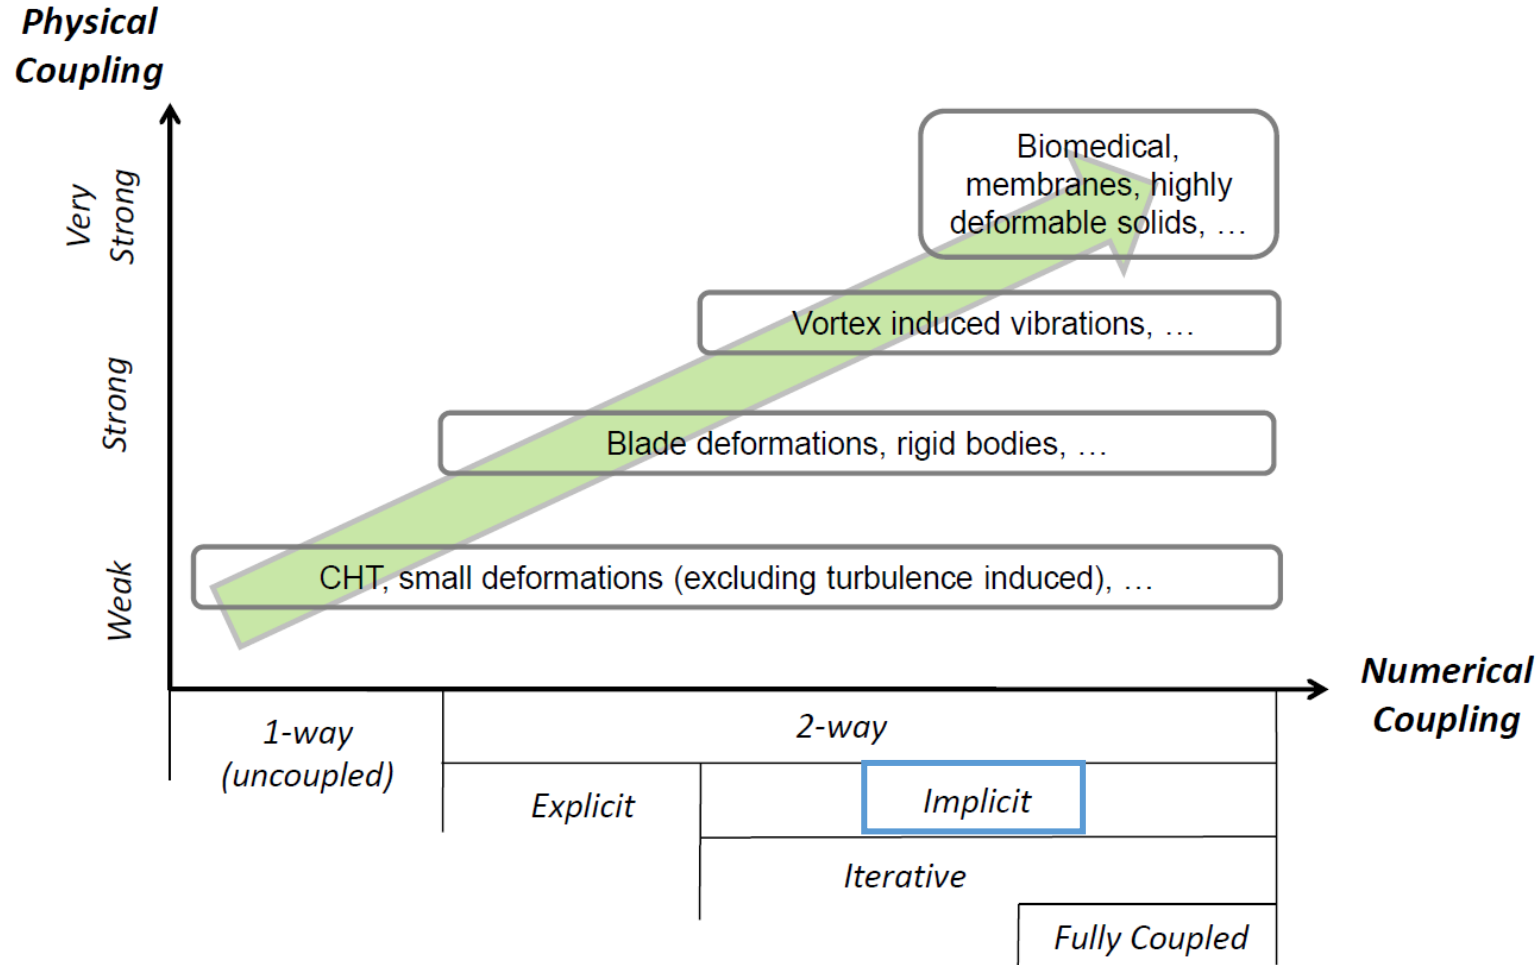 Physical
Coupling
Very
Strong
Biomedical,
membranes, highly
deformable solids, …
Vortex induced vibrations, …
Strong
Blade deformations, rigid bodies, …
Weak
CHT, small deformations (excluding turbulence induced), …
Numerical
Coupling
1-way
(uncoupled)
2-way
Explicit
Implicit
Iterative
Fully Coupled